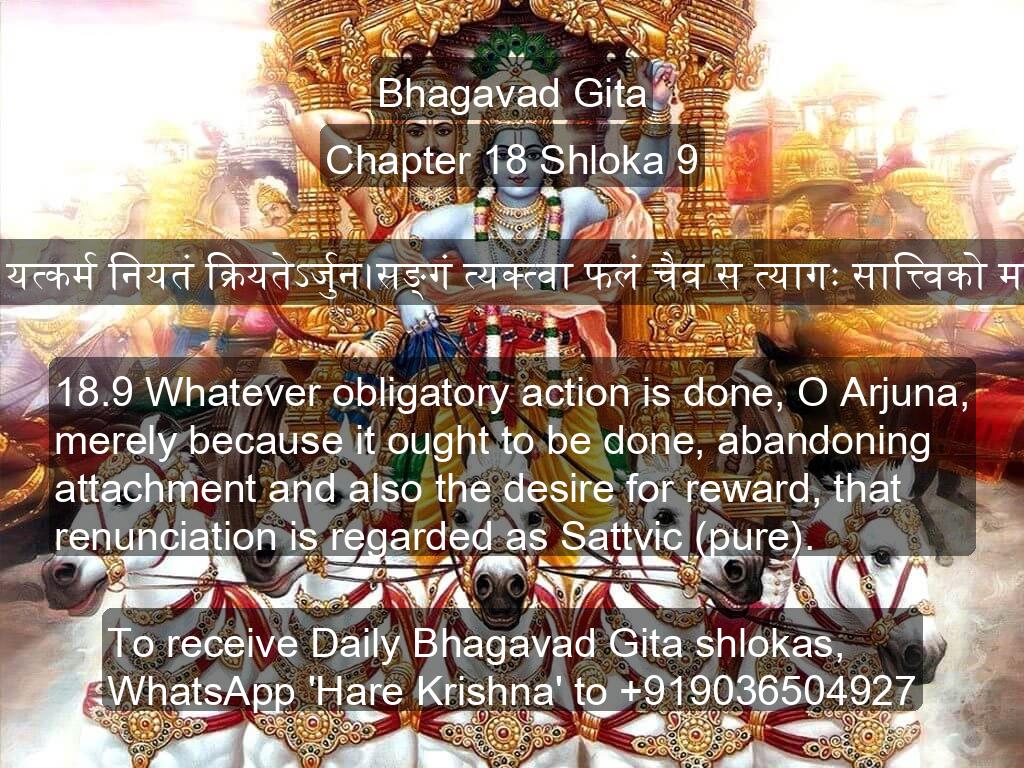 Bhagavad Gita
Chapter 18 Shloka 9
यत्कर्म नियतं क्रियतेऽर्जुन।सङ्गं त्यक्त्वा फलं चैव स त्यागः सात्त्विको
18.9 Whatever obligatory action is done, O Arjuna,
merely because it ought to be done, abandoning
attachment and also the desire for reward, that
renunciation is regarded as Sattvic (pure).
To receive Daily Bhagavad Gita shlokas,
WhatsApp 'Hare Krishna' to +919036504927